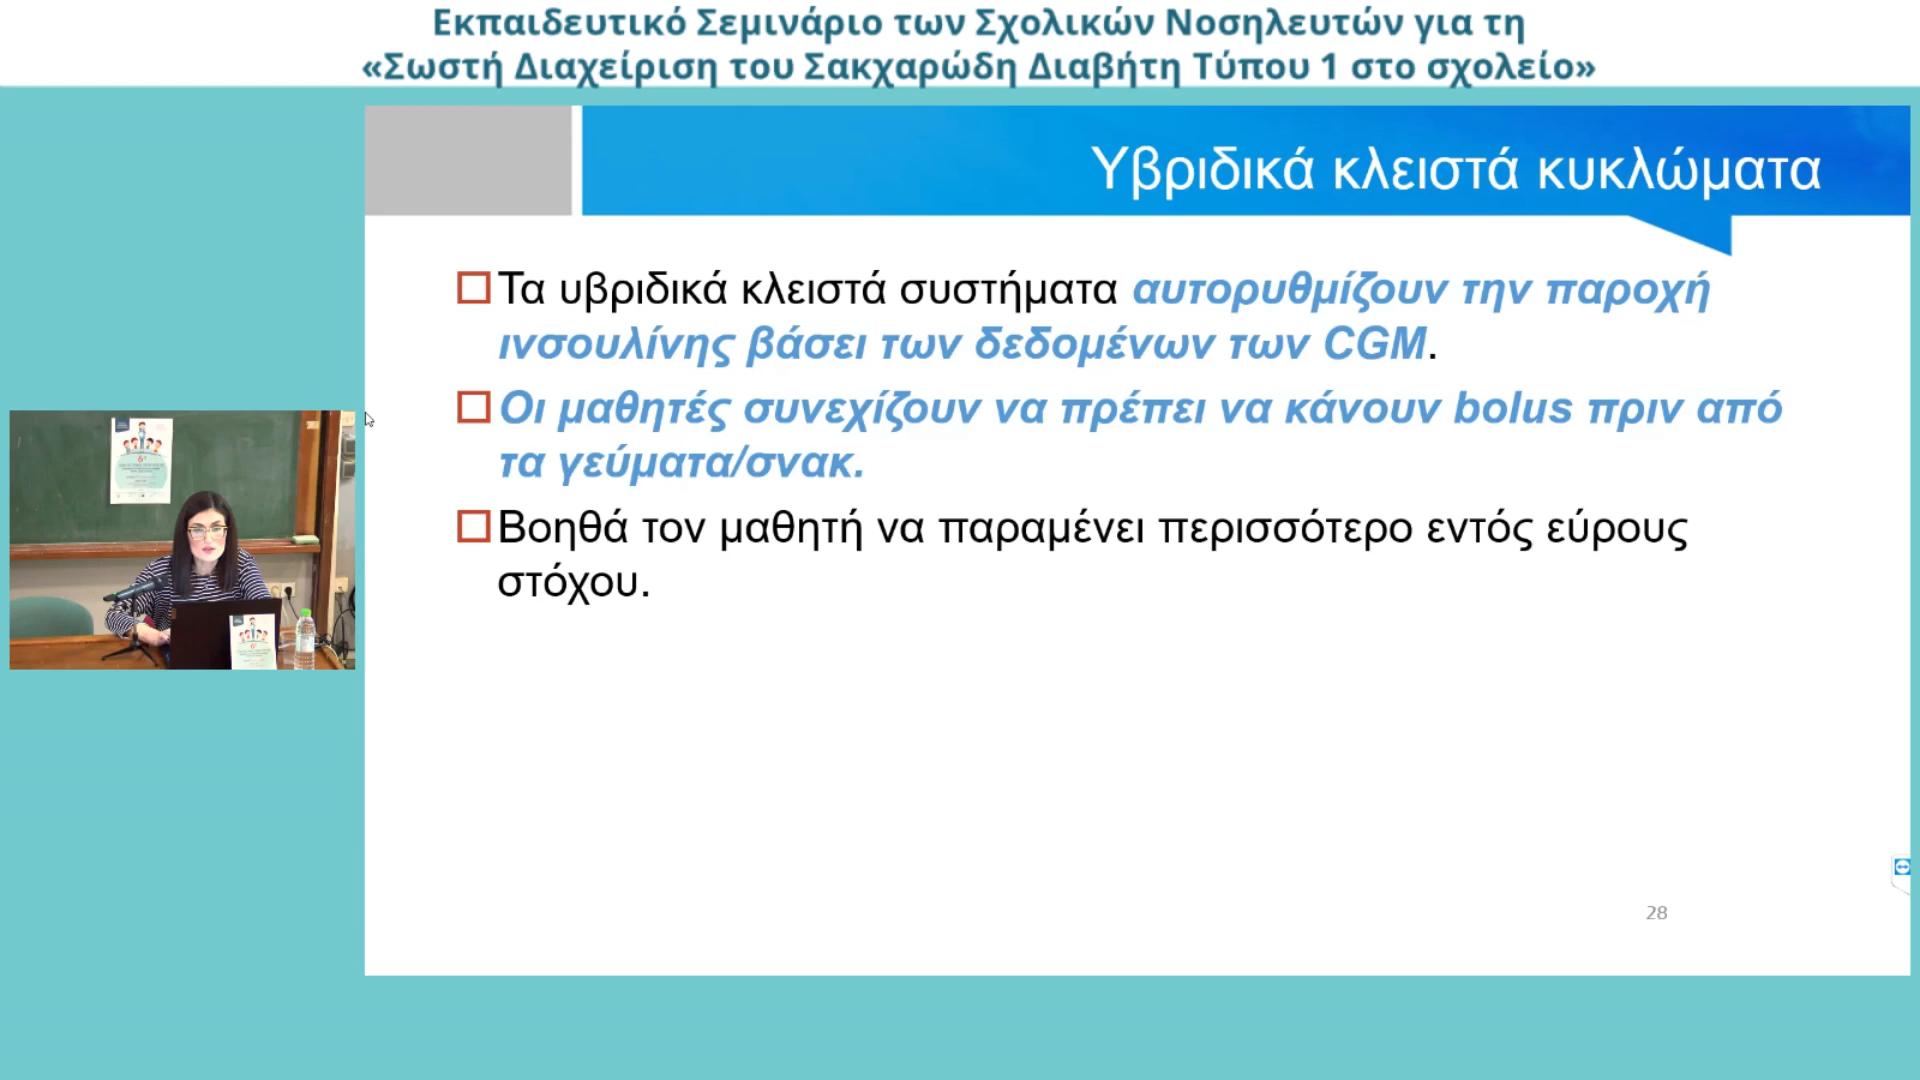 Εκπαιδευτικό Σεμινάριο των Σχολικών Νοσηλευτών για τη
«Σωστή Διαχείριση του Σακχαρώδη Διαβήτη Τύπου 1 στο σχολείο»
Υβριδικά κλειστά κυκλώματα
Τα υβριδικά κλειστά συστήματα αυτορυθμίζουν την παροχή
ινσουλίνης βάσει των δεδομένων των CGM.
Οι μαθητές συνεχίζουν να πρέπει να κάνουν bolus πριν από
τα γεύματα/σνακ.
Βοηθά τον μαθητή να παραμένει περισσότερο εντός εύρους
στόχου.
28